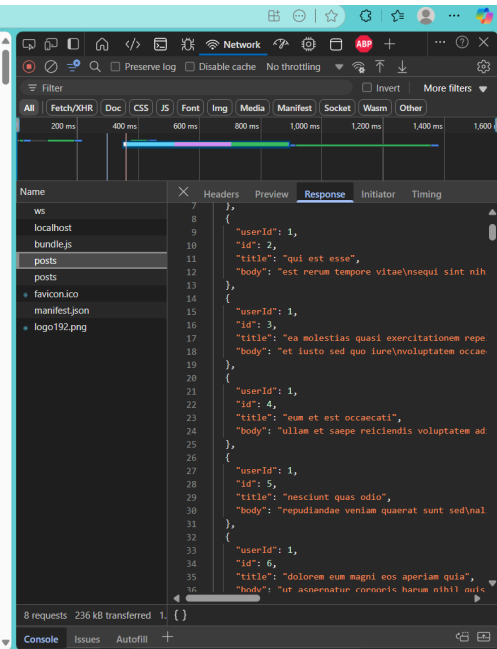 Network
ABP
Preserve log
Disable cache
No throttling
Filter
Invert
More filters
All
Fetch/XHR
Doc
CSS
JS
Font
Img
Media
Manifest
Socket
Wasm
Other
200 ms
400 ms
600 ms
800 ms
1,000 ms
1,200 ms
1,400 ms
1,600
Name
Headers
Preview
Response
Initiator
Timing
ws
localhost
bundle.js
posts
posts
favicon.ico
manifest.json
logo192.png
7 },
8 {
9 "userId": 1,
10 "id": 2,
11 "title": "qui est esse",
12 "body": "est rerum tempore vitae\nsequi sint nih
13 },
14 {
15 "userId": 1,
16 "id": 3,
17 "title": "ea molestias quasi exercitationem repe
18 "body": "et iusto sed quo iure\nvoluptatem occae
19 },
20 {
21 "userId": 1,
22 "id": 4,
23 "title": "eum et est occaecati",
24 "body": "ullam et saepe reiciendis voluptatem ad
25 },
26 {
27 "userId": 1,
28 "id": 5,
29 "title": "nesciunt quas odio",
30 "body": "repudiandae veniam quaerat sunt sed\nal
31 },
32 {
33 "userId": 1,
34 "id": 6,
35 "title": "dolorem eum magni eos aperiam quia",
36 "body": "ut aspernatur corporis harum nihil quis
8 requests
236 kB transferred
1.
{ }
Console
Issues
Autofill